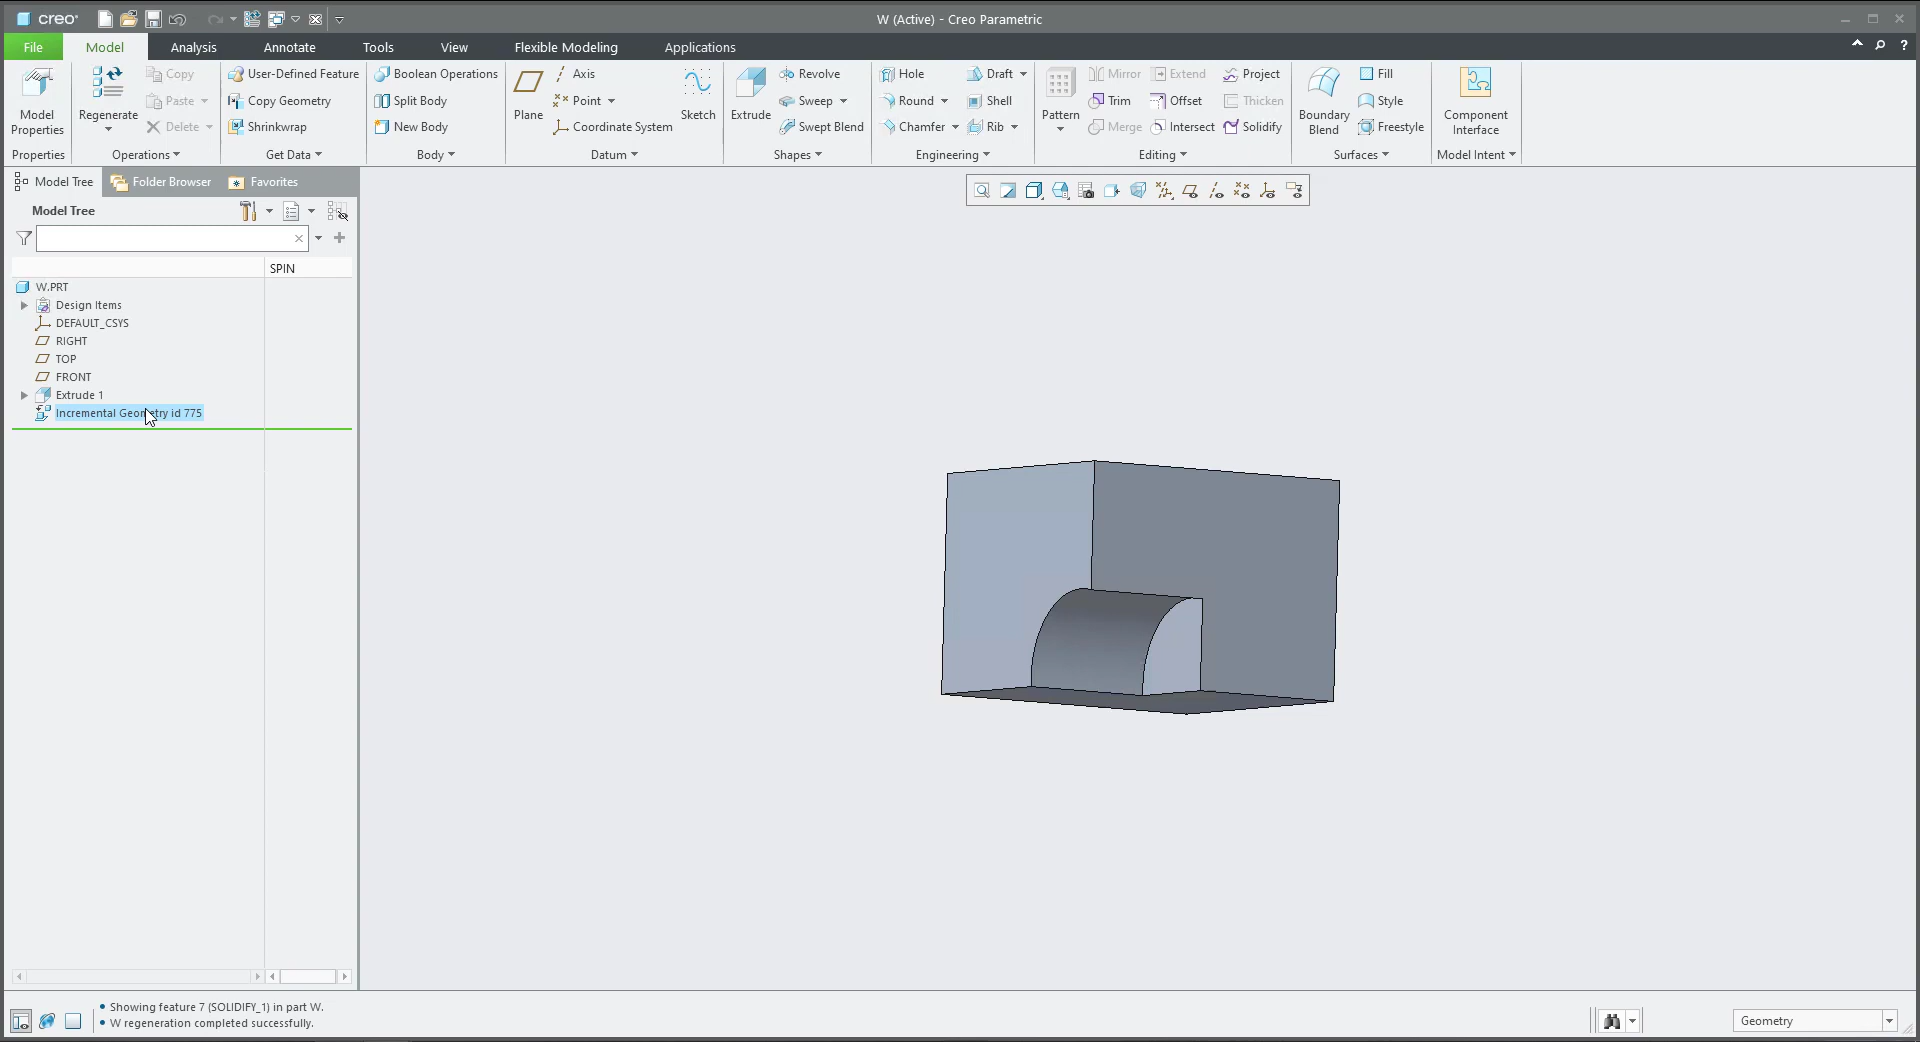 creo°
W (Active) - Creo Parametric
File
Model
Analysis
Annotate
Tools
View
Flexible Modeling
Applications
Model Properties
Properties
Regenerate
Copy
Paste
Delete
Operations
User-Defined Feature
Copy Geometry
Shrinkwrap
Get Data
Boolean Operations
Split Body
New Body
Body
Plane
Axis
Point
Coordinate System
Sketch
Datum
Extrude
Revolve
Sweep
Swept Blend
Shapes
Hole
Round
Chamfer
Draft
Shell
Rib
Engineering
Pattern
Mirror
Extend
Project
Trim
Offset
Thicken
Merge
Intersect
Solidify
Editing
Boundary Blend
Fill
Style
Freestyle
Surfaces
Component Interface
Model Intent
Model Tree
Folder Browser
Favorites
Model Tree
SPIN
W.PRT
Design Items
DEFAULT_CSYS
RIGHT
TOP
FRONT
Extrude 1
Incremental Geometry id 775
• Showing feature 7 (SOLIDIFY_1) in part W.
• W regeneration completed successfully.
Geometry